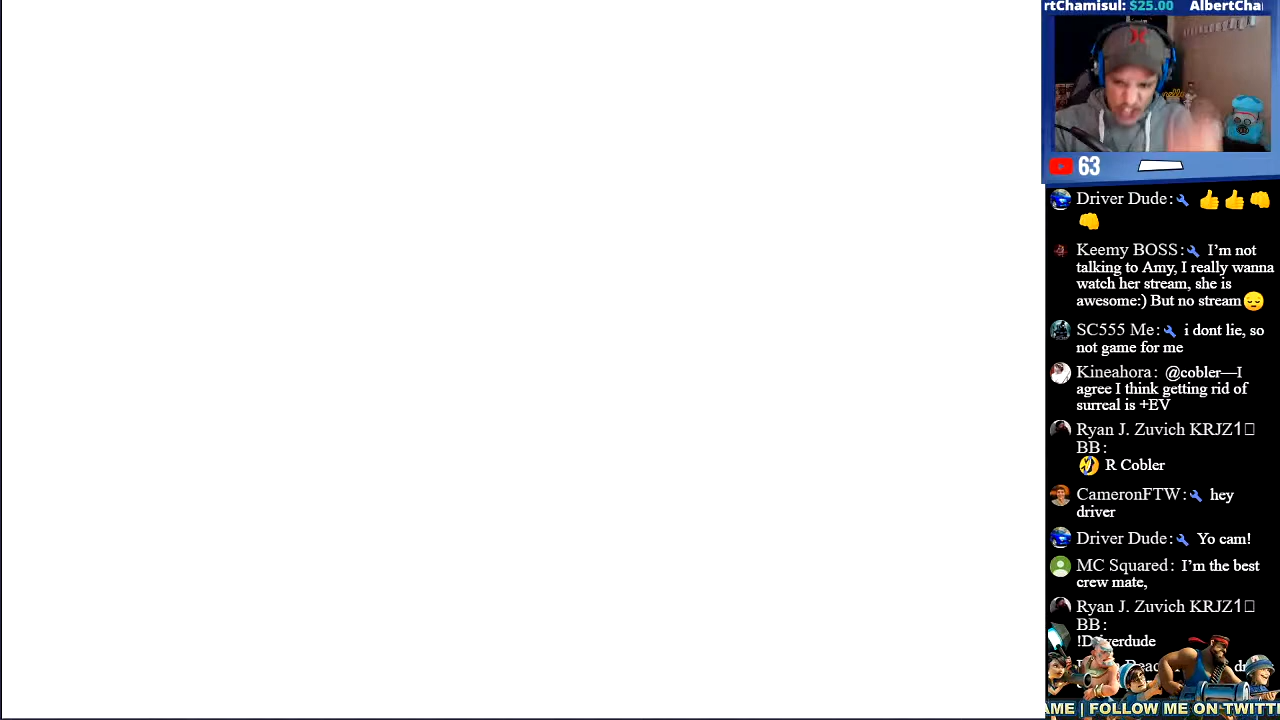 rtChamisul: $25.00 AlbertCha
63
Driver Dude: 👍 👍 👊
👊
Keemy BOSS: I’m not
talking to Amy, I really wanna
watch her stream, she is
awesome:) But no stream😔
SC555 Me: i dont lie, so
not game for me
Kineahora: @cobler—I
agree I think getting rid of
surreal is +EV
Ryan J. Zuvich KRJZ1□
BB:
🤣 R Cobler
CameronFTW: hey
driver
Driver Dude: Yo cam!
MC Squared: I’m the best
crew mate,
Ryan J. Zuvich KRJZ1□
BB:
!Driverdude
AME | FOLLOW ME ON TWITT